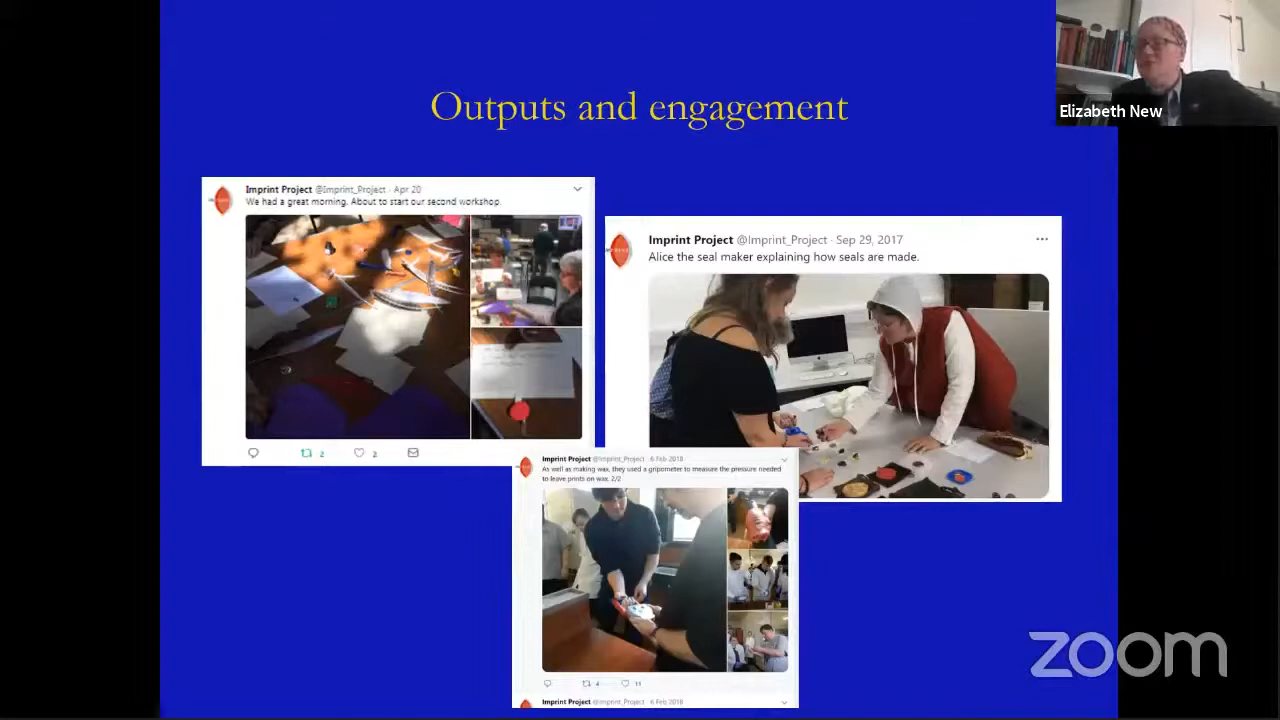 Outputs and engagement
Elizabeth New
Imprint Project @Imprint_Project · Apr 20
We had a great morning. About to start our second workshop.
2
2
Imprint Project @Imprint_Project · Sep 29, 2017
Alice the seal maker explaining how seals are made.
Imprint Project @Imprint_Project · 6 Feb 2018
As well as making wax, they used a gripometer to measure the pressure needed
to leave prints on wax. 2/2
4
11
Imprint Project @Imprint_Project · 6 Feb 2018
zoom